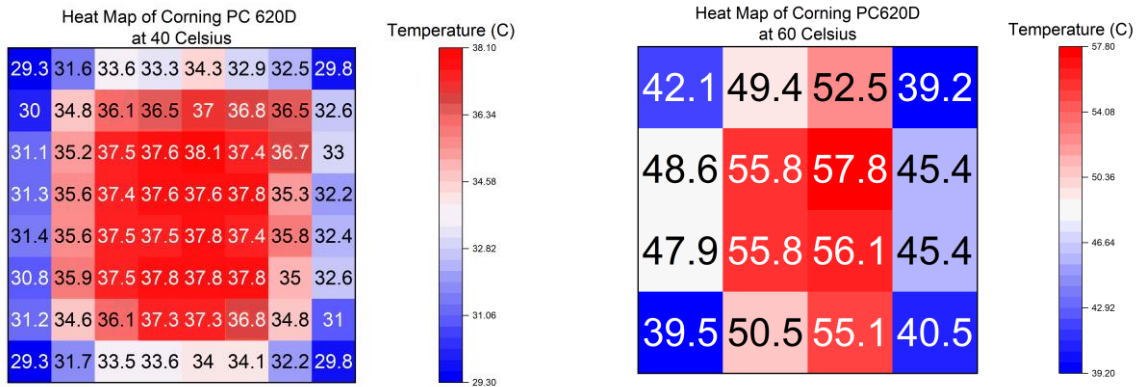 Heat Map of Corning PC 620D
at 40 Celsius
Temperature (C)
29.3 31.6 33.6 33.3 34.3 32.9 32.5 29.8
30 34.8 36.1 36.5 37 36.8 36.5 32.6
31.1 35.2 37.5 37.6 38.1 37.4 36.7 33
31.3 35.6 37.4 37.6 37.6 37.8 35.3 32.2
31.4 35.6 37.5 37.5 37.8 37.4 35.8 32.4
30.8 35.9 37.5 37.8 37.8 37.8 35 32.6
31.2 34.6 36.1 37.3 37.3 36.8 34.8 31
29.3 31.7 33.5 33.6 34 34.1 32.2 29.8
38.10
36.34
34.58
32.82
31.06
29.30
Heat Map of Corning PC620D
at 60 Celsius
Temperature (C)
42.1 49.4 52.5 39.2
48.6 55.8 57.8 45.4
47.9 55.8 56.1 45.4
39.5 50.5 55.1 40.5
57.80
54.08
50.36
46.64
42.92
39.20